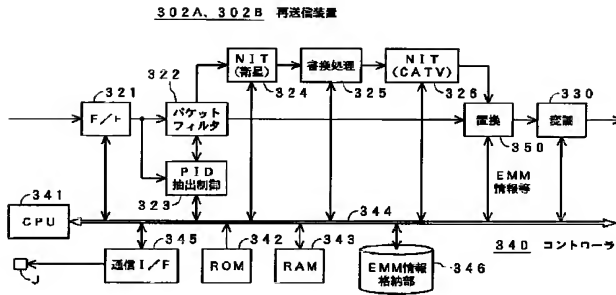 302A、302B 再送信装置
322
NIT
(衛星)
324
書換処理
325
NIT
(CATV)
326
321
F/E
パケット
フィルタ
置換
350
330
変調
PID
抽出制御
323
EMM
情報等
341
CPU
344
345
通信I/F
342
ROM
343
RAM
EMM情報
格納部
346
340 コントローラ
J